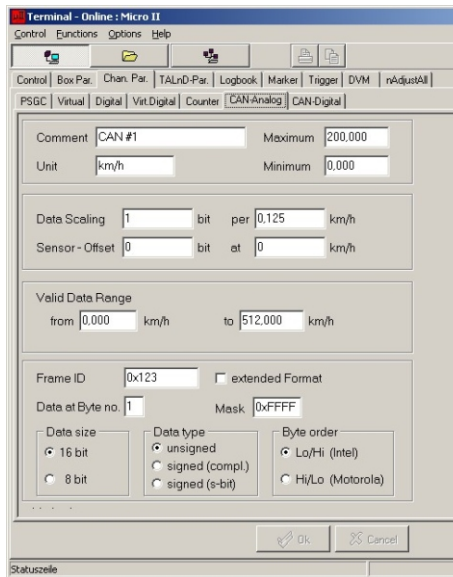 Terminal - Online : Micro II
Control Functions Options Help
Control Box Par. Chan. Par. TALnD-Par. Logbook Marker Trigger DVM nAdjustAll
PSGC Virtual Digital Virt.Digital Counter CAN-Analog CAN-Digital
Comment CAN #1 Maximum 200,000
Unit km/h Minimum 0,000
Data Scaling 1 bit per 0,125 km/h
Sensor - Offset 0 bit at 0 km/h
Valid Data Range
from 0,000 km/h to 512,000 km/h
Frame ID 0x123 extended Format
Data at Byte no. 1 Mask 0xFFFF
Data size Data type Byte order
16 bit unsigned Lo/Hi (Intel)
signed (compl.)
8 bit signed (s-bit) Hi/Lo (Motorola)
Ok Cancel
Statuszeile